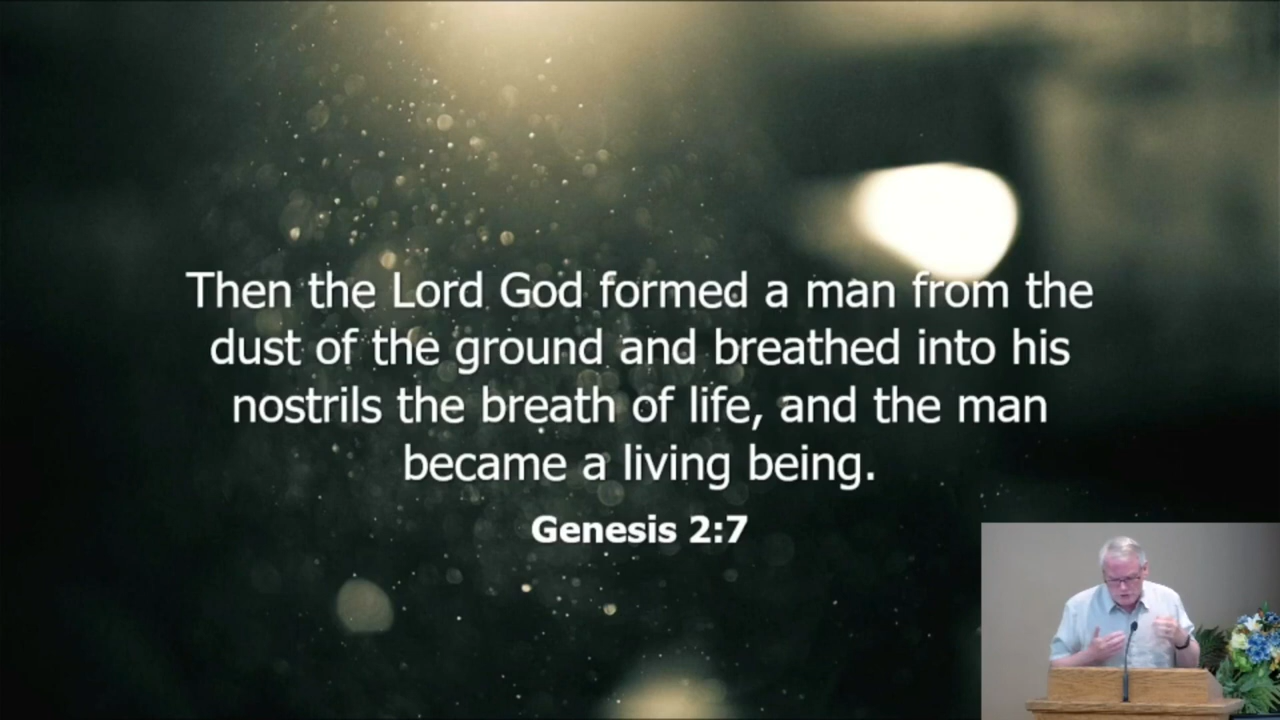 Then the Lord God formed a man from the
dust of the ground and breathed into his
nostrils the breath of life, and the man
became a living being.
Genesis 2:7